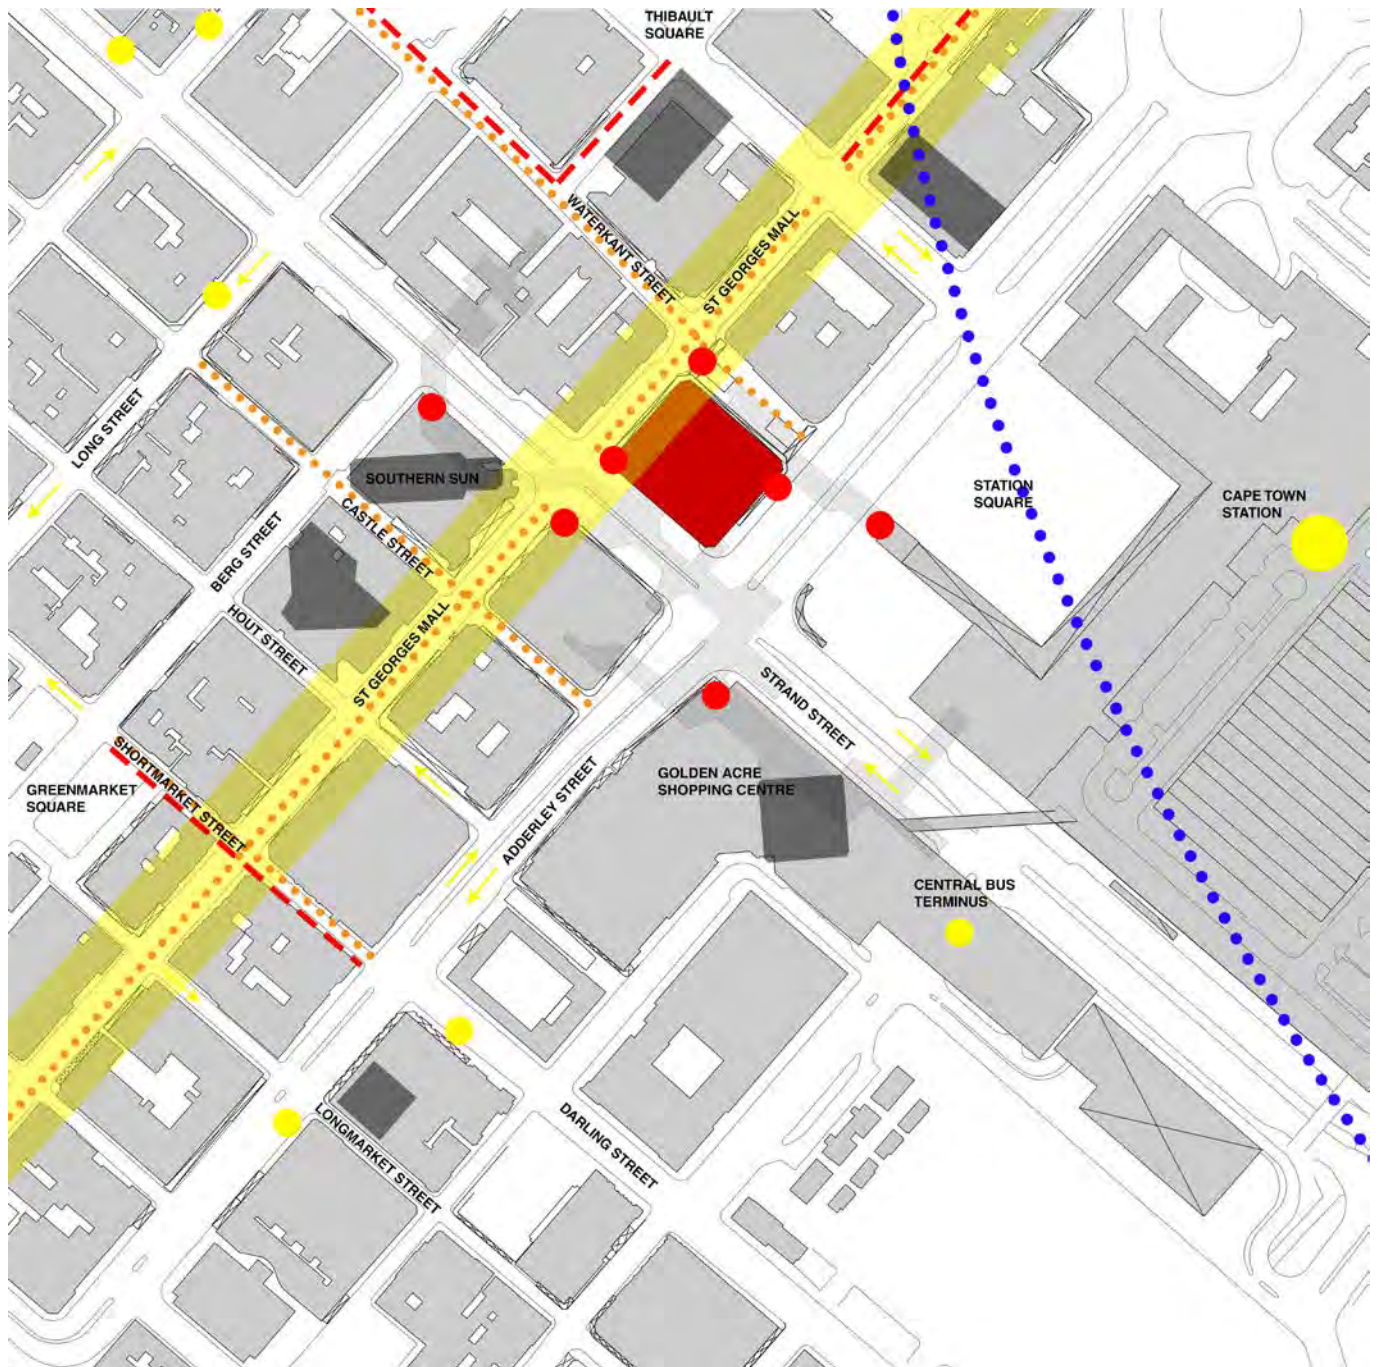 THIBAULT
SQUARE
WATERKANT STREET
ST GEORGES MALL
LONG STREET
SOUTHERN SUN
STATION
SQUARE
CAPE TOWN
STATION
CASTLE STREET
BERG STREET
HOUT STREET
ST GEORGES MALL
STRAND STREET
SHORTMARKET STREET
GREENMARKET
SQUARE
GOLDEN ACRE
SHOPPING CENTRE
ADDERLEY STREET
CENTRAL BUS
TERMINUS
LONGMARKET STREET
DARLING STREET